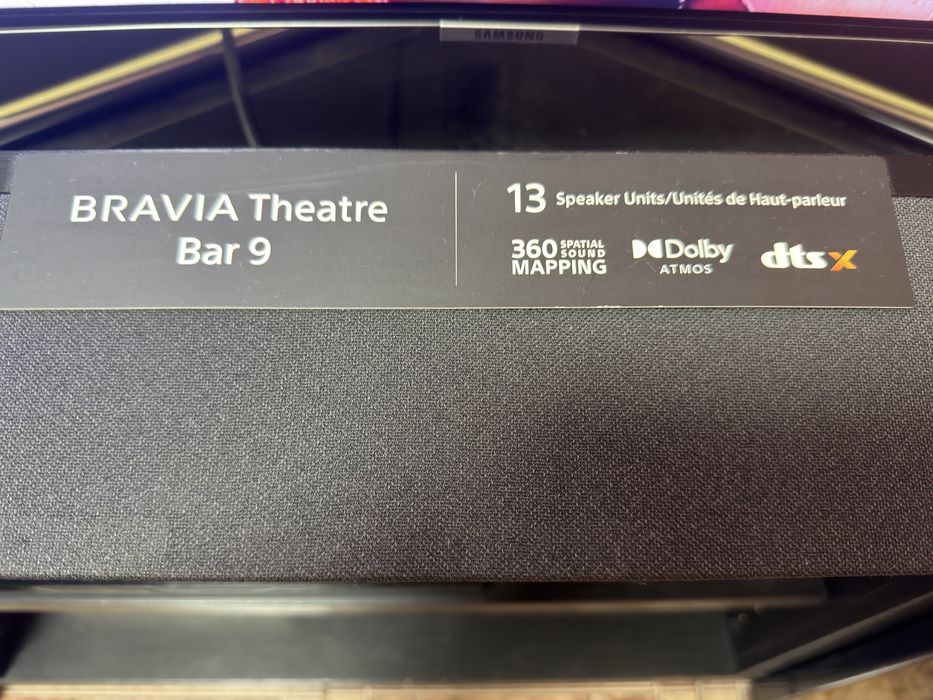 SAMSUNG
BRAVIA Theatre
Bar 9
13 Speaker Units/Unités de Haut-parleur
360 SPATIAL SOUND
MAPPING
Dolby
ATMOS
dts X